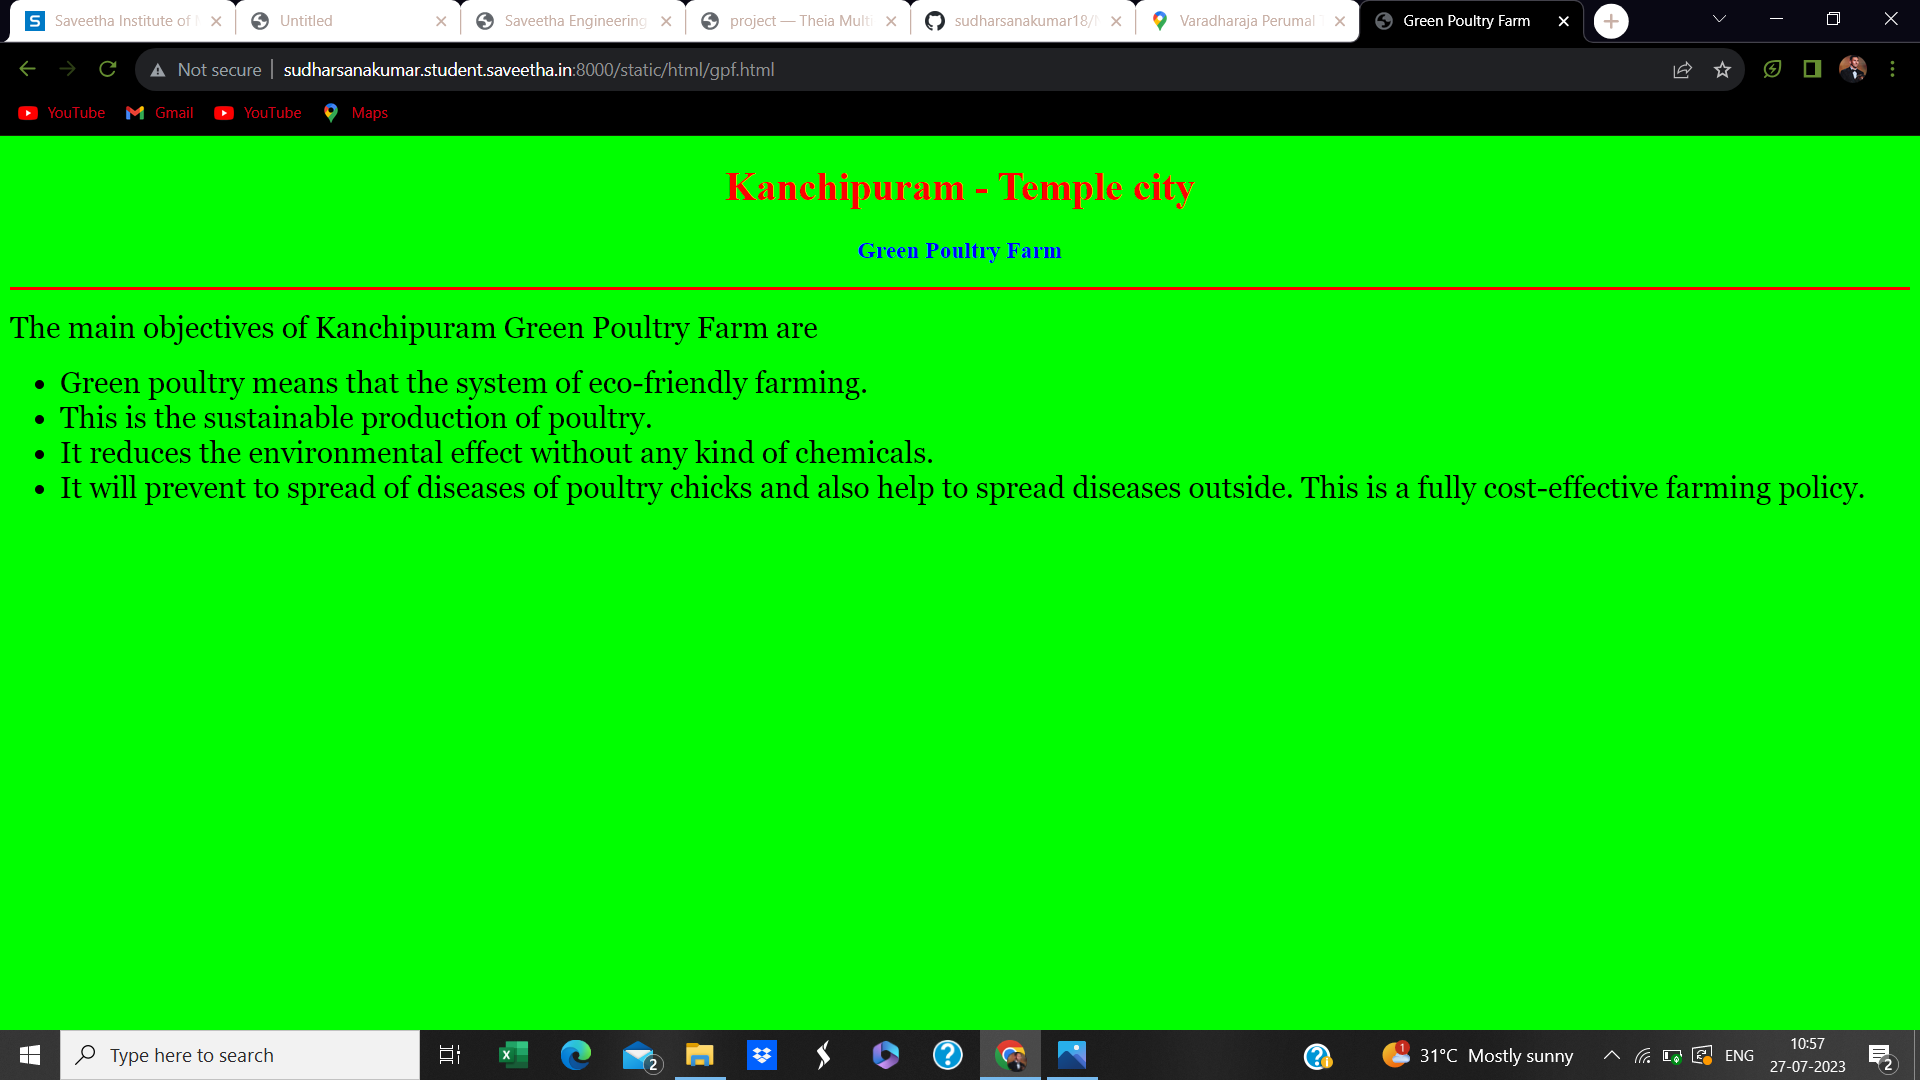 Saveetha Institute of
Untitled
Saveetha Engineering
project — Theia Multi
sudharsanakumar18/
Varadharaja Perumal
Green Poultry Farm
Not secure
sudharsanakumar.student.saveetha.in:8000/static/html/gpf.html
YouTube
Gmail
YouTube
Maps
Kanchipuram - Temple city
Green Poultry Farm
The main objectives of Kanchipuram Green Poultry Farm are
• Green poultry means that the system of eco-friendly farming.
• This is the sustainable production of poultry.
• It reduces the environmental effect without any kind of chemicals.
• It will prevent to spread of diseases of poultry chicks and also help to spread diseases outside. This is a fully cost-effective farming policy.
Type here to search
2
1
31°C Mostly sunny
ENG
10:57
27-07-2023
2